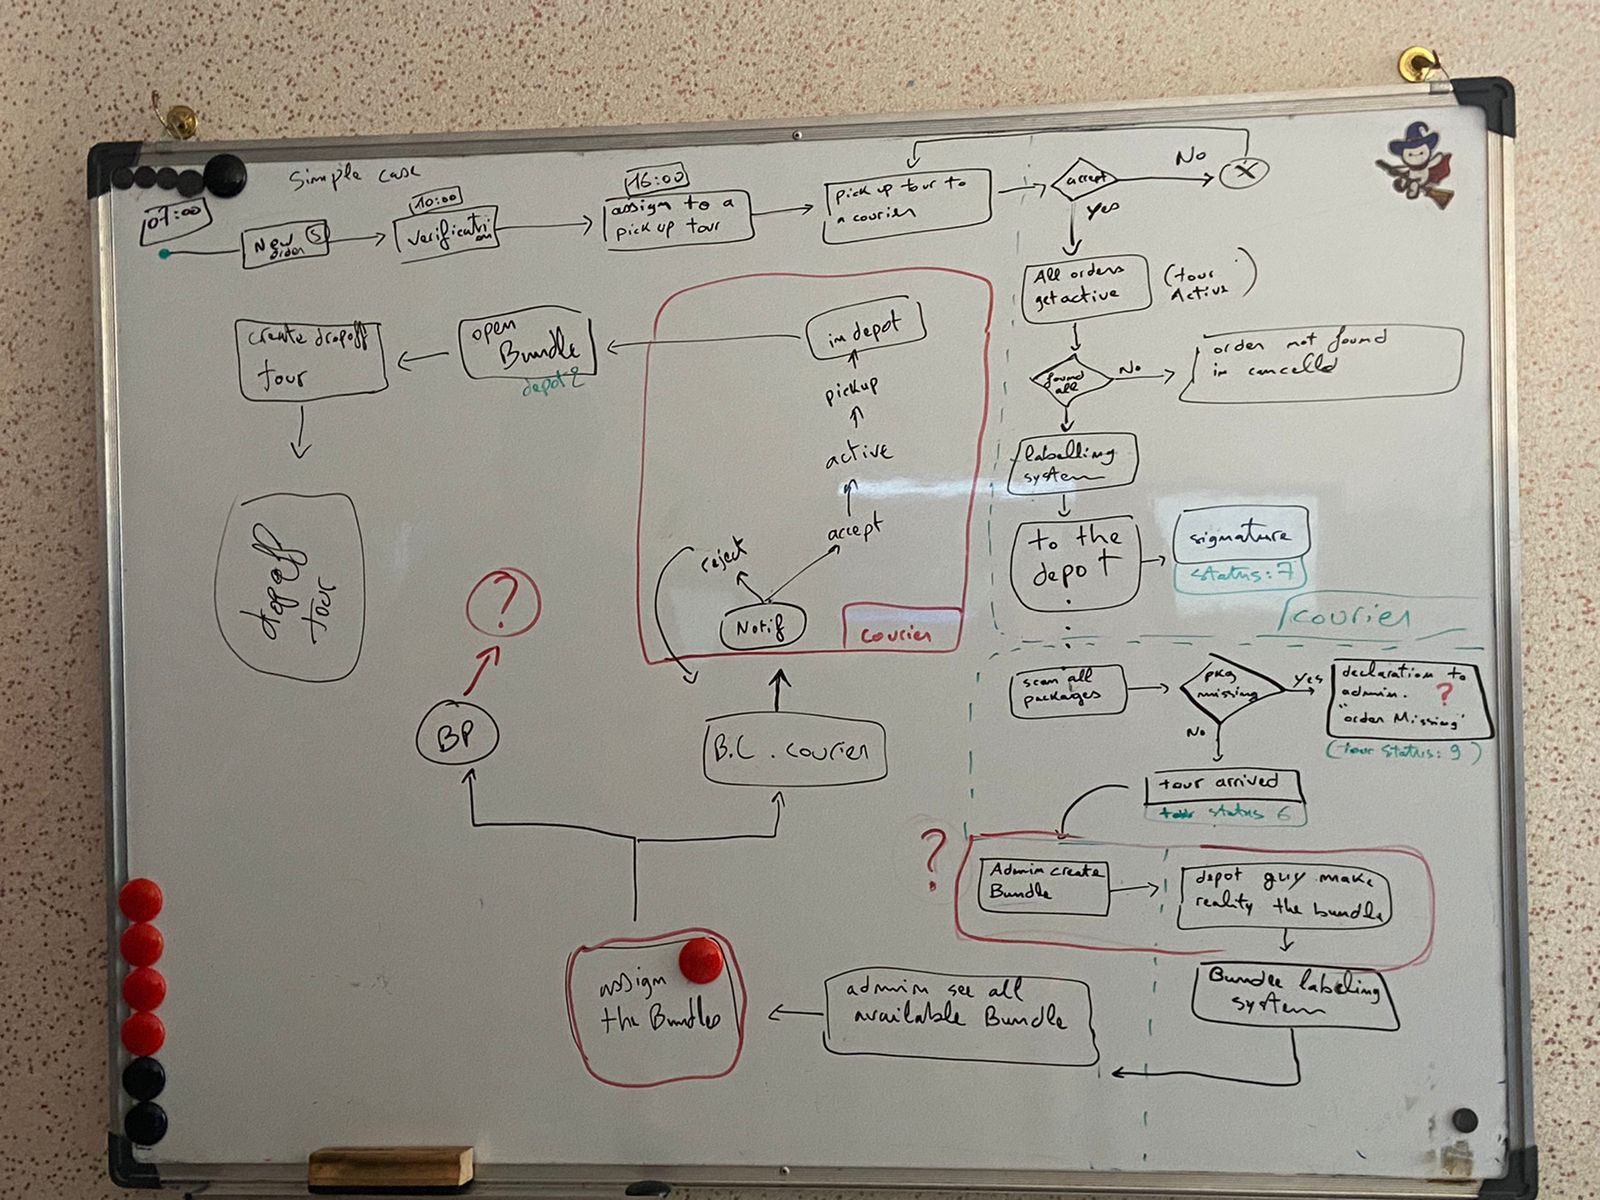 Simple case
07:00
New order
5
10:00
verificati
on
16:00
assign to a
pick up tour
pick up tour to
a courier
accept
No
X
yes
All orders
get active
(tour
Active)
found
all
No
order not found
in cancelld
labelling
system
to the
depot
signature
status: 7
courier
scan all
packages
pkg
missing
yes
declaration to
admin. ?
"order Missing"
(tour status: 9)
No
tour arrived
tour status 6
?
Admin create
Bundle
depot guy make
reality the bundle
Bundle labeling
system
admin see all
available Bundle
assign
the Bundles
BP
?
B.C. courier
Notif
courier
reject
accept
active
pickup
in depot
open
Bundle
depot 2
create dropoff
tour
dropoff
tour